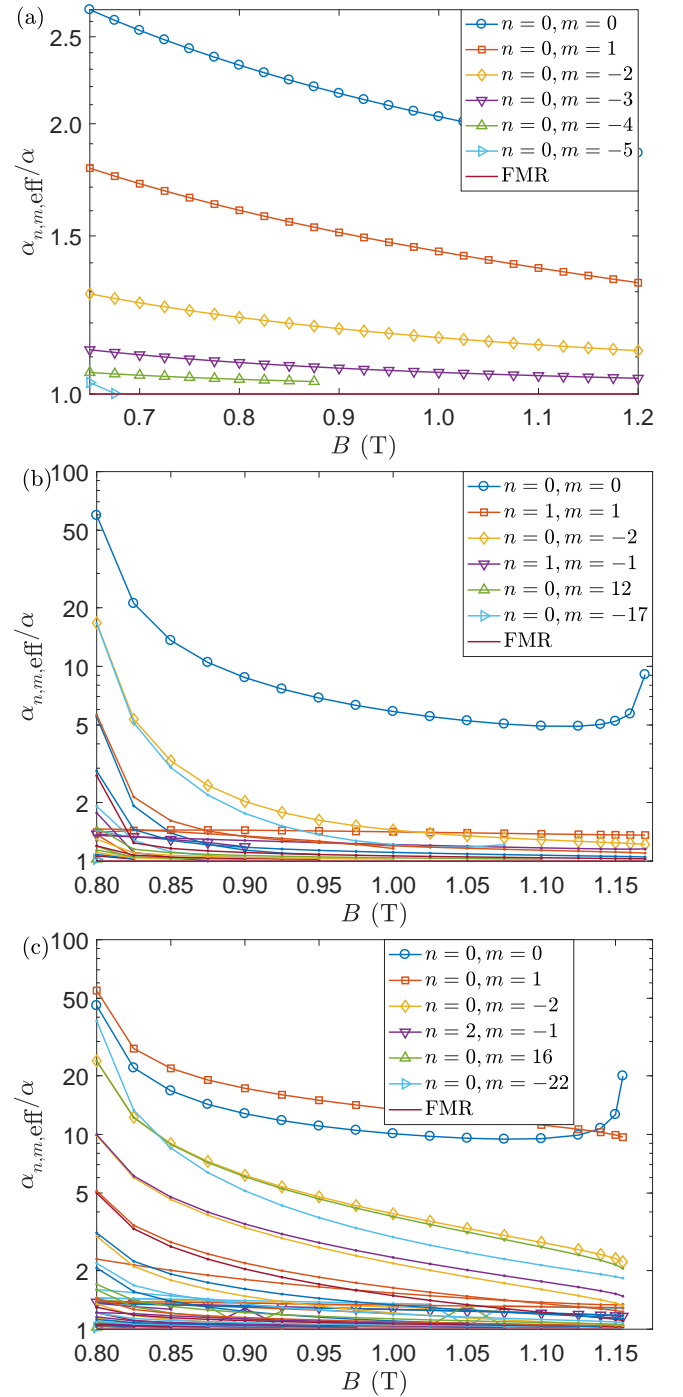 (a)
2.5
2.0
1.5
1.0
α_{n,m,eff}/α
n = 0, m = 0
n = 0, m = 1
n = 0, m = −2
n = 0, m = −3
n = 0, m = −4
n = 0, m = −5
FMR
0.7 0.8 0.9 1.0 1.1 1.2
B (T)
(b)
100
50
20
10
5
2
1
α_{n,m,eff}/α
n = 0, m = 0
n = 1, m = 1
n = 0, m = −2
n = 1, m = −1
n = 0, m = 12
n = 0, m = −17
FMR
0.80 0.85 0.90 0.95 1.00 1.05 1.10 1.15
B (T)
(c)
100
50
20
10
5
2
1
α_{n,m,eff}/α
n = 0, m = 0
n = 0, m = 1
n = 0, m = −2
n = 2, m = −1
n = 0, m = 16
n = 0, m = −22
FMR
0.80 0.85 0.90 0.95 1.00 1.05 1.10 1.15
B (T)